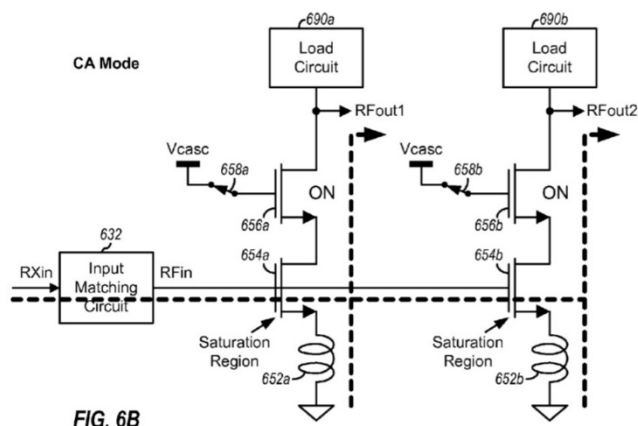 690a
690b
Load
Circuit
Load
Circuit
CA Mode
RFout1
RFout2
Vcasc
658a
ON
656a
Vcasc
658b
ON
656b
632
654a
654b
RXin
Input
Matching
Circuit
RFin
Saturation
Region
Saturation
Region
652a
652b
FIG. 6B